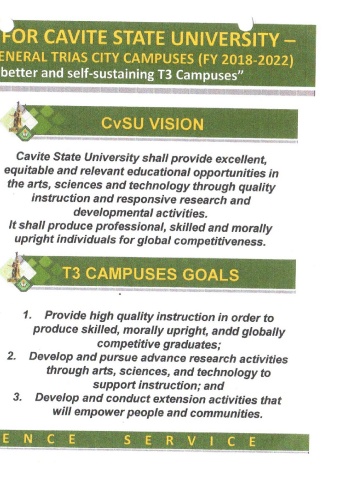 FOR CAVITE STATE UNIVERSITY –
ENERAL TRIAS CITY CAMPUSES (FY 2018-2022)
better and self-sustaining T3 Campuses”
CvSU VISION
Cavite State University shall provide excellent,
equitable and relevant educational opportunities in
the arts, sciences and technology through quality
instruction and responsive research and
developmental activities.
It shall produce professional, skilled and morally
upright individuals for global competitiveness.
T3 CAMPUSES GOALS
1. Provide high quality instruction in order to
produce skilled, morally upright, andd globally
competitive graduates;
2. Develop and pursue advance research activities
through arts, sciences, and technology to
support instruction; and
3. Develop and conduct extension activities that
will empower people and communities.
E N C E S E R V I C E